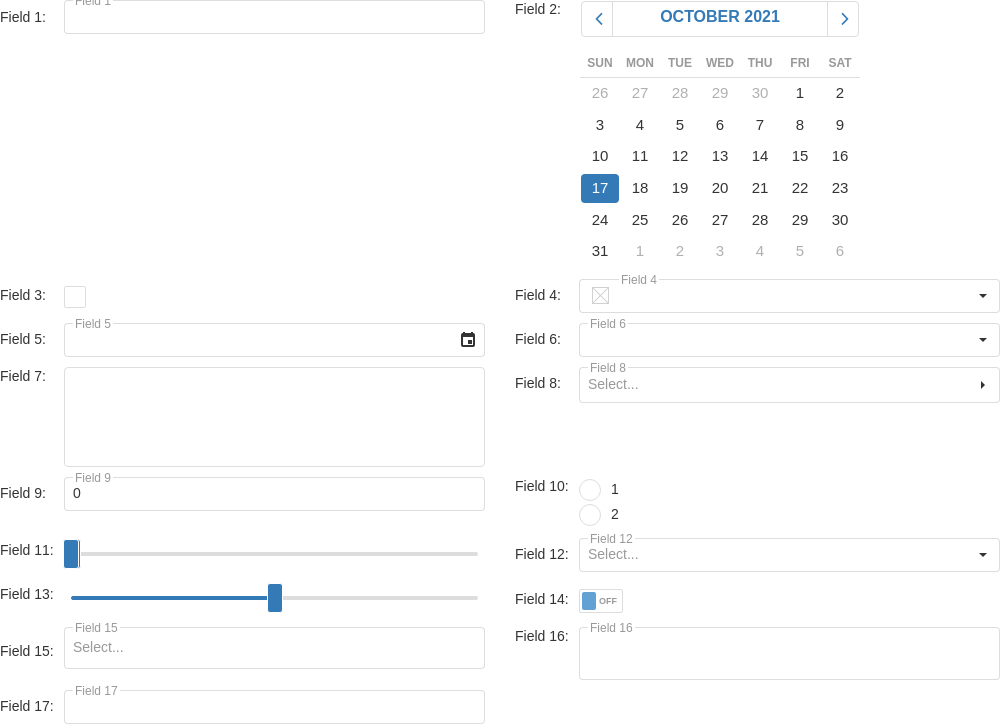 Field 1:
Field 1
Field 2:
OCTOBER 2021
SUN MON TUE WED THU FRI SAT
26 27 28 29 30 1 2
3 4 5 6 7 8 9
10 11 12 13 14 15 16
17 18 19 20 21 22 23
24 25 26 27 28 29 30
31 1 2 3 4 5 6
Field 3:
Field 4:
Field 4
Field 5:
Field 5
Field 6:
Field 6
Field 7:
Field 8:
Field 8
Select...
Field 9:
Field 9
0
Field 10:
1
2
Field 11:
Field 12:
Field 12
Select...
Field 13:
Field 14:
OFF
Field 15:
Field 15
Select...
Field 16:
Field 16
Field 17:
Field 17